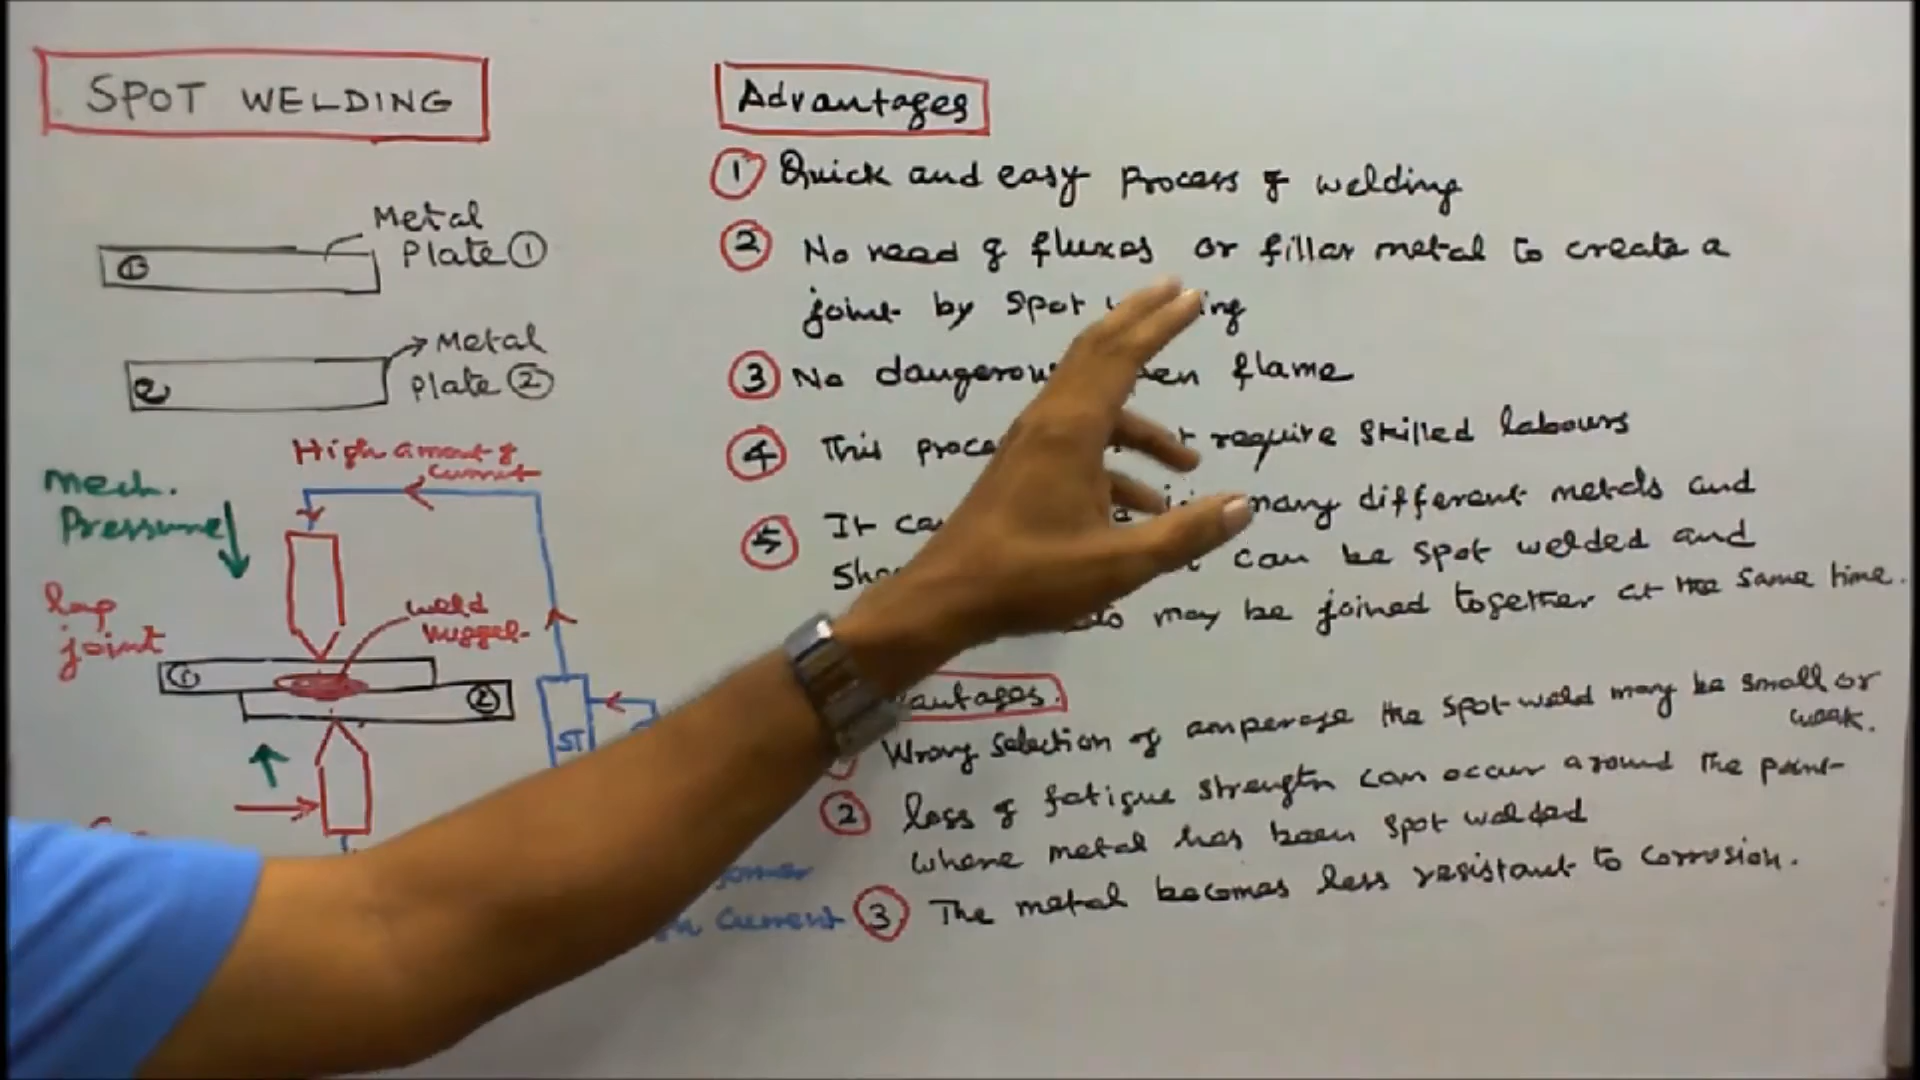 SPOT WELDING
Metal
Plate ①
①
Metal
Plate ②
2
High amount of
current
mech.
Pressure
lap
joint
weld
nugget
①
②
ST
Current
Advantages
① Quick and easy process of welding
② No need of fluxes or filler metal to create a
joint by spot
③ No flame
④ This require skilled labours
⑤ It many different metals and
can be spot welded and
may be joined together at the same time.
Wrong selection of amperage the spot weld may be small or
weak.
② loss of fatigue strength can occur around the point
where metal has been spot welded
③ The metal becomes less resistant to corrusion.